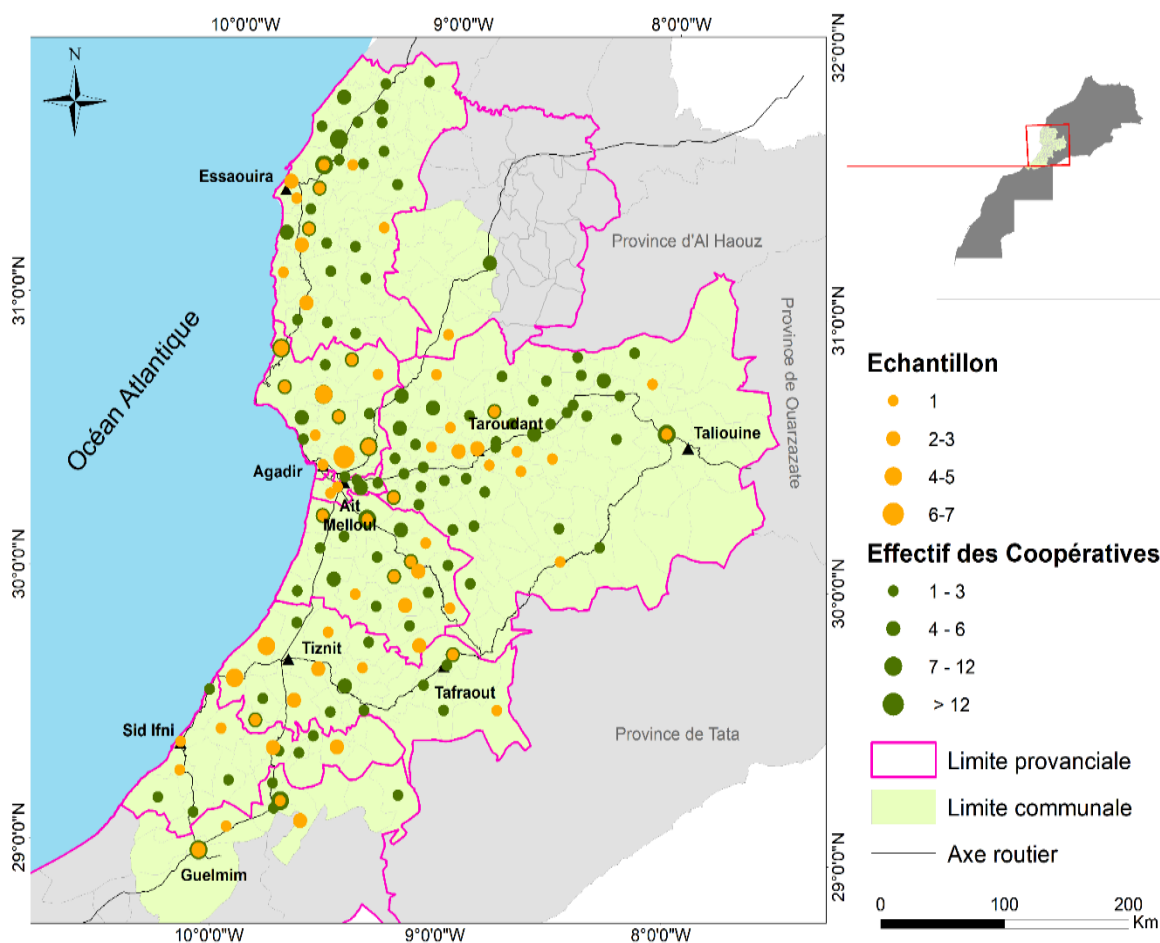 10°0'0"W
9°0'0"W
8°0'0"W
32°0'0"N
N
Essaouira
Province d'Al Haouz
31°0'0"N
31°0'0"N
Océan Atlantique
Province de Ouarzazate
Taroudant
Taliouine
Agadir
Ait
Melloul
30°0'0"N
30°0'0"N
Tiznit
Tafraout
Sid Ifni
Province de Tata
29°0'0"N
29°0'0"N
Guelmim
10°0'0"W
9°0'0"W
8°0'0"W
Echantillon
1
2-3
4-5
6-7
Effectif des Coopératives
1 - 3
4 - 6
7 - 12
> 12
Limite provanciale
Limite communale
Axe routier
0 100 200
Km